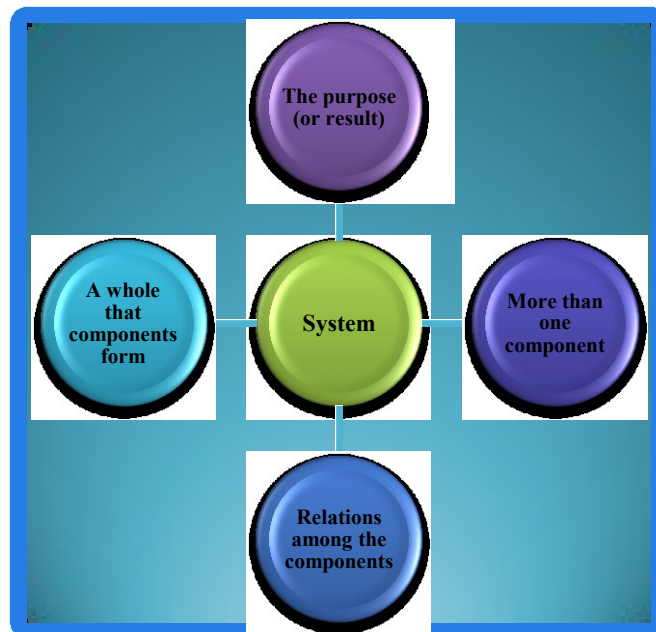 The purpose
(or result)
A whole
that
components
form
System
More than
one
component
Relations
among the
components